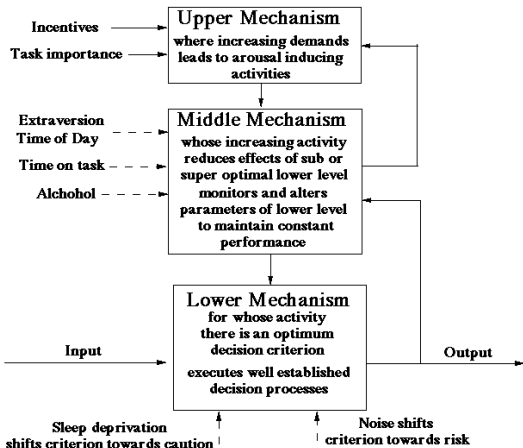 Incentives
Task importance
Upper Mechanism
where increasing demands
leads to arousal inducing
activities
Extraversion
Time of Day
Time on task
Alchohol
Middle Mechanism
whose increasing activity
reduces effects of sub or
super optimal lower level
monitors and alters
parameters of lower level
to maintain constant
performance
Input
Lower Mechanism
for whose activity
there is an optimum
decision criterion
executes well established
decision processes
Output
Sleep deprivation
shifts criterion towards caution
Noise shifts
criterion towards risk